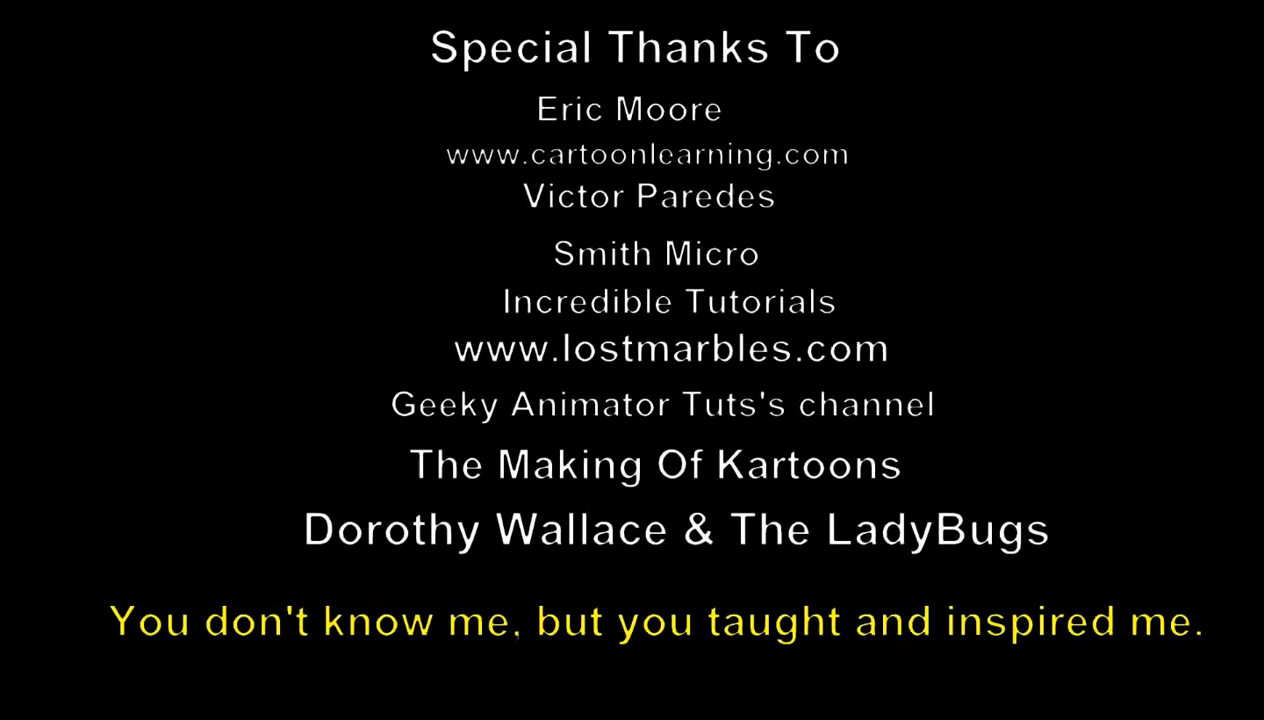 Special Thanks To
Eric Moore
www.cartoonlearning.com
Victor Paredes
Smith Micro
Incredible Tutorials
www.lostmarbles.com
Geeky Animator Tuts's channel
The Making Of Kartoons
Dorothy Wallace & The LadyBugs
You don't know me, but you taught and inspired me.